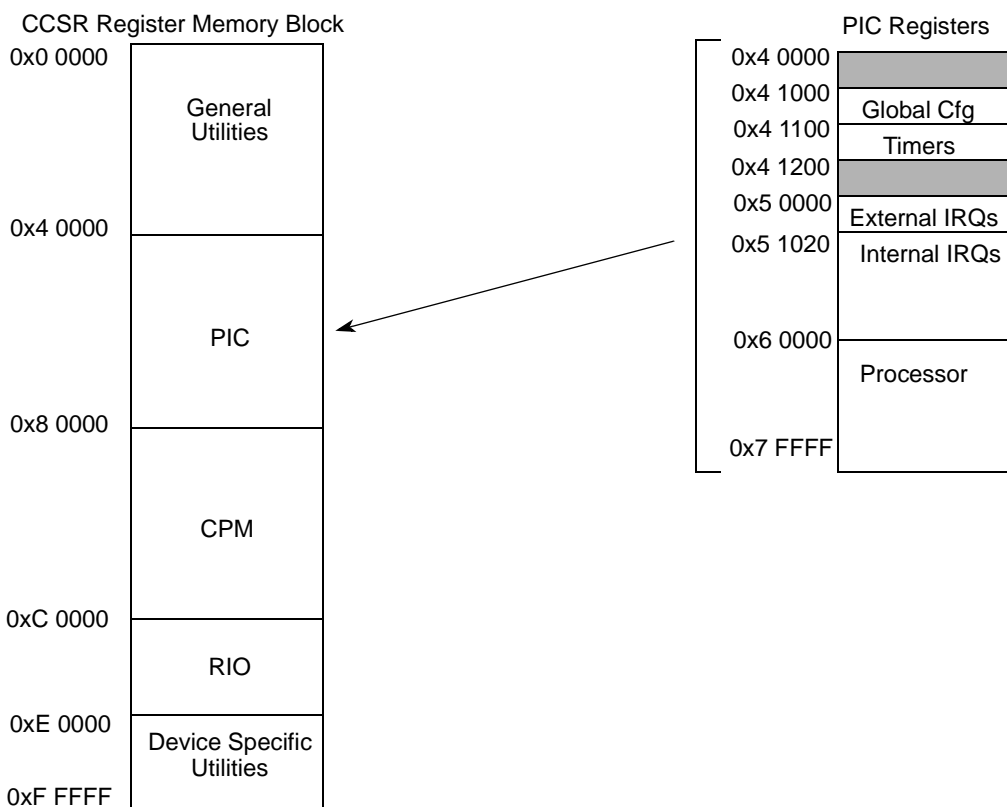 CCSR Register Memory Block
0x0 0000
General
Utilities
0x4 0000
PIC
0x8 0000
CPM
0xC 0000
RIO
0xE 0000
Device Specific
Utilities
0xF FFFF
PIC Registers
0x4 0000
0x4 1000
Global Cfg
0x4 1100
Timers
0x4 1200
0x5 0000
External IRQs
0x5 1020
Internal IRQs
0x6 0000
Processor
0x7 FFFF